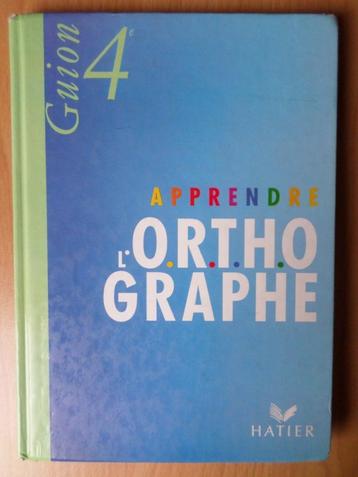 Guion
4e
APPRENDRE
L'O.R.T.H.O
GRAPHE
HATIER